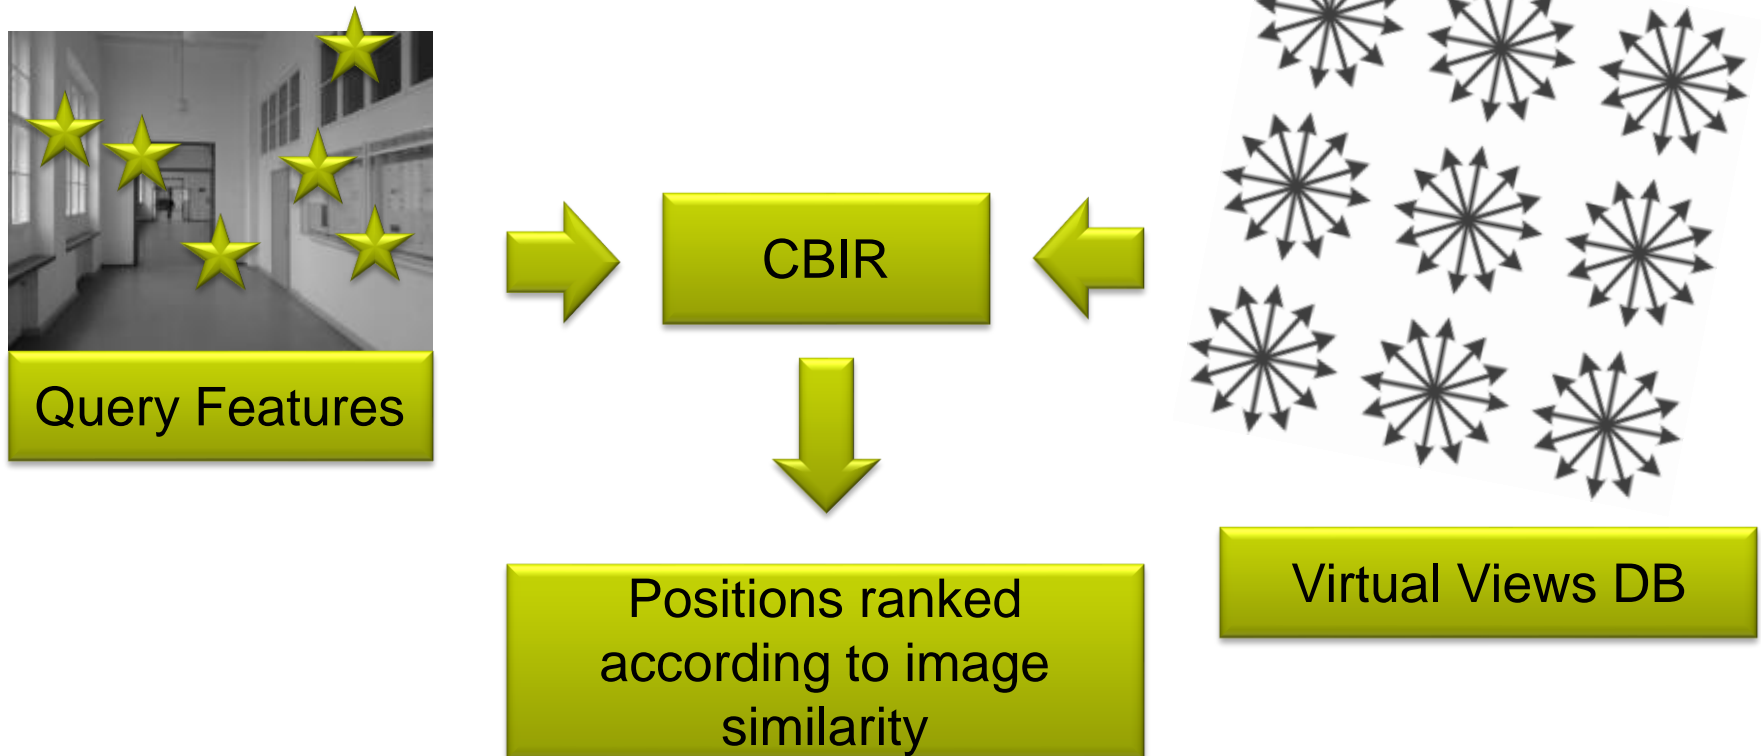 Query Features
CBIR
Virtual Views DB
Positions ranked
according to image
similarity